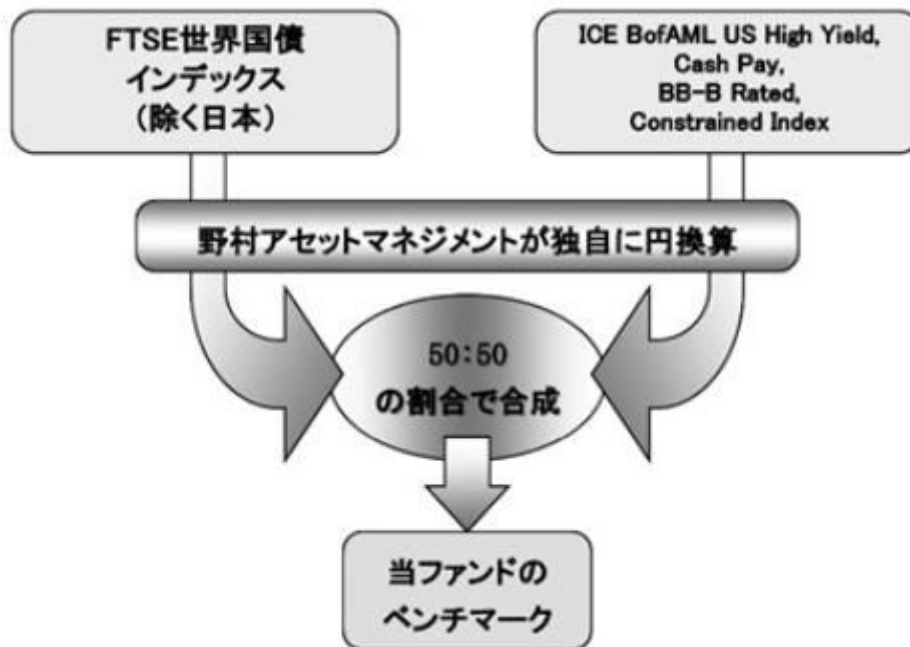 FTSE世界国債
インデックス
（除く日本）
ICE BofAML US High Yield,
Cash Pay,
BB-B Rated,
Constrained Index
野村アセットマネジメントが独自に円換算
50：50
の割合で合成
当ファンドの
ベンチマーク